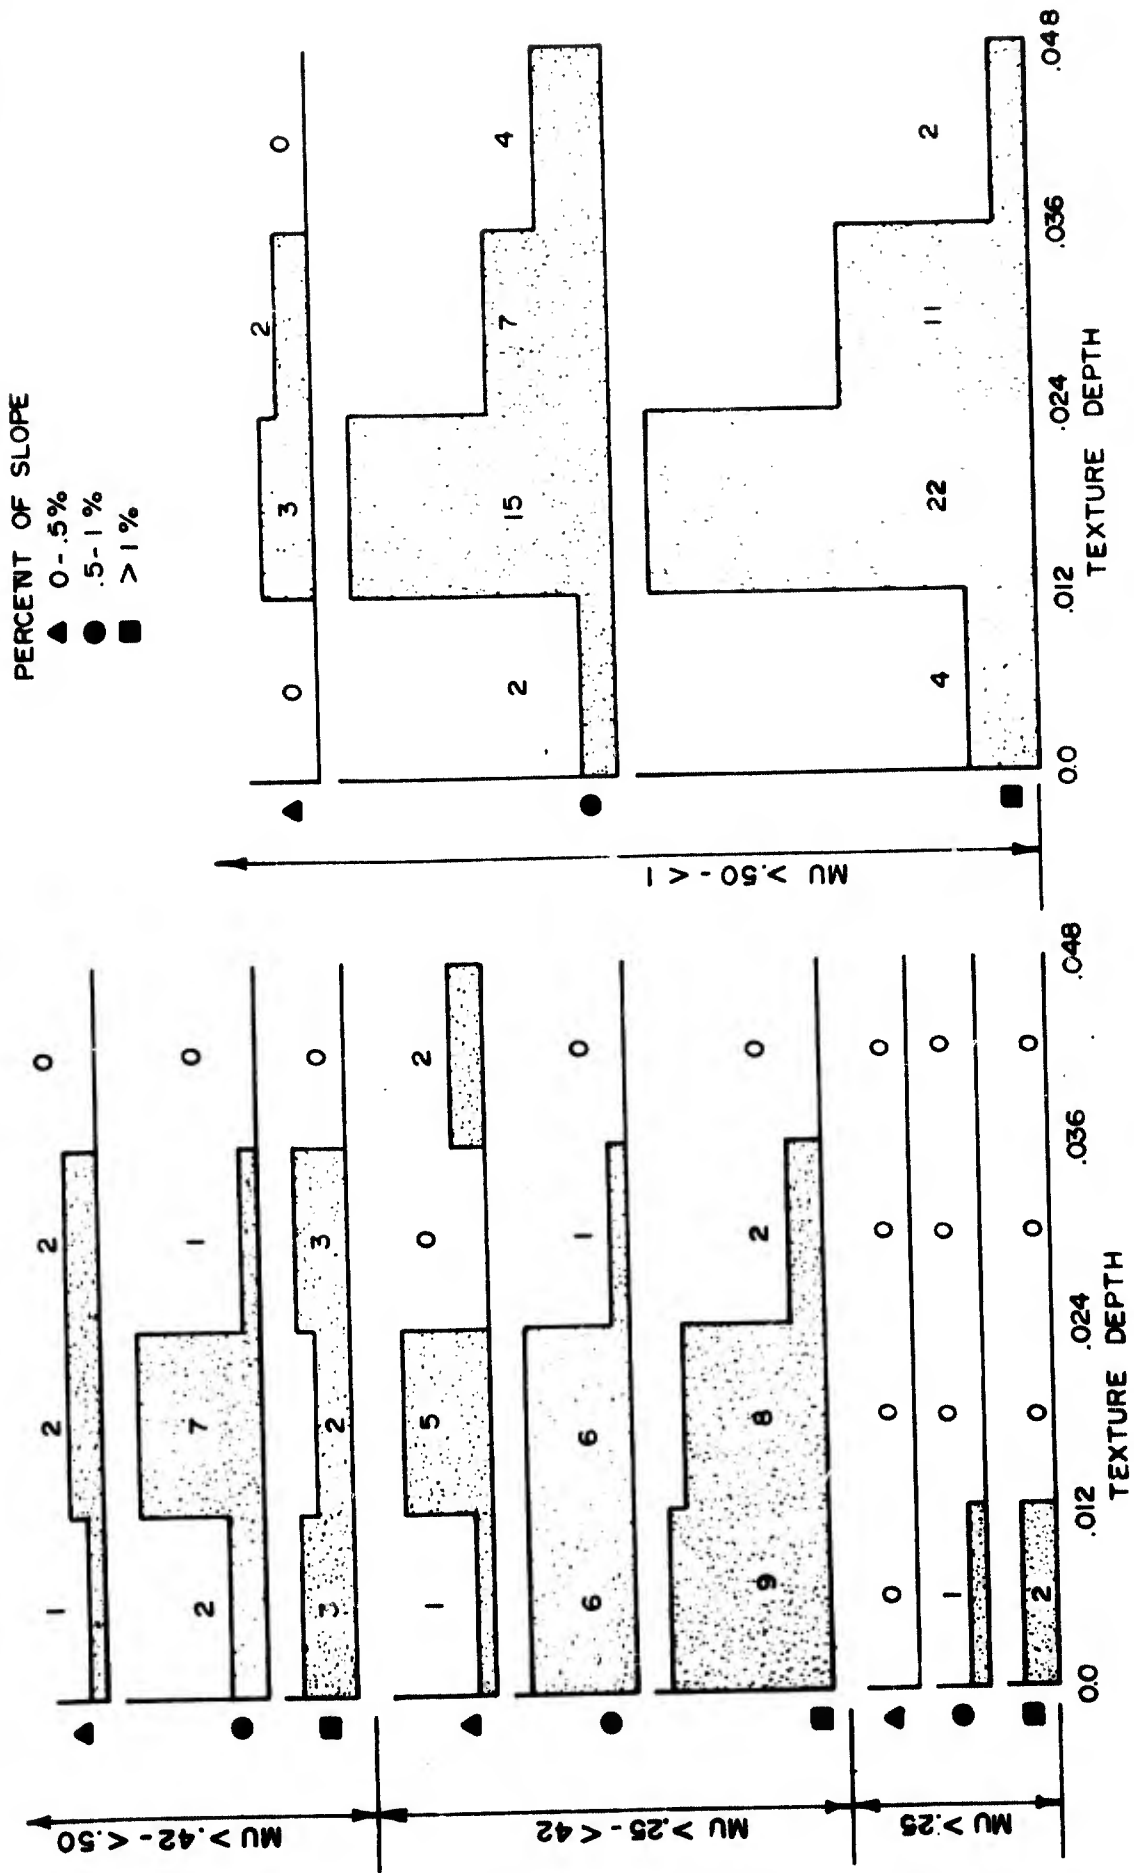 PERCENT OF SLOPE
▲ 0-.5%
● .5-1%
■ >1%
MU >.42-<.50
▲ 1 2 2 0
● 2 7 1 0
■ 3 2 3 0
MU >.25-<.42
▲ 1 5 0 2
● 6 6 1 0
■ 9 8 2 0
MU >.25
▲ 0 0 0 0
● 1 0 0 0
■ 2 0 0 0
0.0 .012 .024 .036 .048
TEXTURE DEPTH
MU >.50-<1
▲ 0 3 2 0
● 2 15 7 4
■ 4 22 11 2
0.0 .012 .024 .036 .048
TEXTURE DEPTH